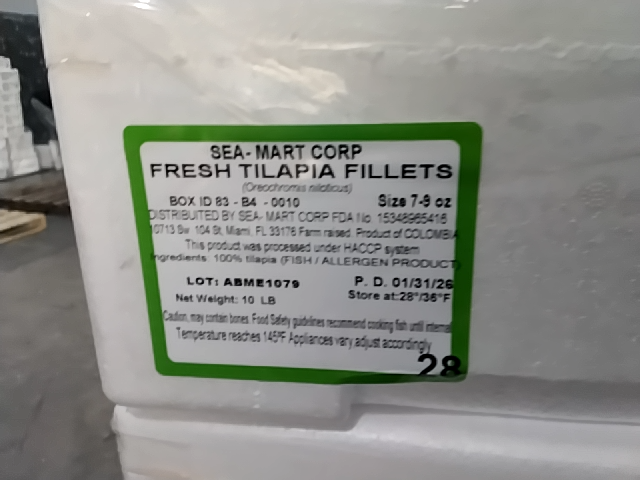 SEA- MART CORP
FRESH TILAPIA FILLETS
(Oreochromis niloticus)
BOX ID 83 - B4 - 0010 Size 7-9 oz
DISTRIBUTED BY SEA- MART CORP FDA No. 15348965416
10713 Sw. 104 St, Miami, FL 33176 Farm raised. Product of COLOMBIA
This product was processed under HACCP system
Ingredients: 100% tilapia (FISH / ALLERGEN PRODUCT)
LOT: ABME1079 P. D. 01/31/26
Net Weight: 10 LB Store at:28°/36°F
Caution, may contain bones. Food Safety guidelines recommend cooking fish until internal
Temperature reaches 145ºF Appliances vary, adjust accordingly
28